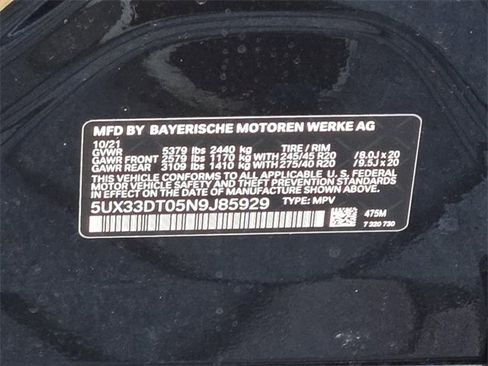 MFD BY BAYERISCHE MOTOREN WERKE AG
10/21
GVWR 5379 lbs 2440 kg TIRE / RIM
GAWR FRONT 2579 lbs 1170 kg WITH 245/45 R20 /8.0J x 20
GAWR REAR 3109 lbs 1410 kg WITH 275/40 R20 /9.5J x 20
THIS VEHICLE CONFORMS TO ALL APPLICABLE U.S. FEDERAL
MOTOR VEHICLE SAFETY AND THEFT PREVENTION
STANDARDS IN EFFECT ON THE
DATE OF MANUFACTURE SHOWN ABOVE.
5UX33DT05N9J85929 TYPE: MPV
475M
7 320 730